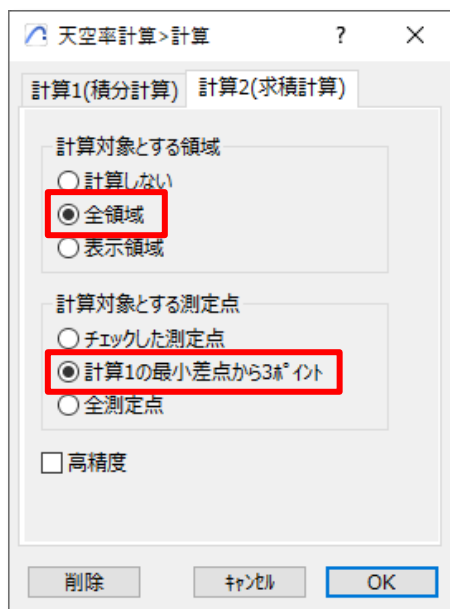 天空率計算>計算 ?
計算1(積分計算) 計算2(求積計算)
計算対象とする領域
計算しない
全領域
表示領域
計算対象とする測定点
ﾁｪｯｸした測定点
計算1の最小差点から3ﾎﾟｲﾝﾄ
全測定点
高精度
削除 ｷｬﾝｾﾙ OK